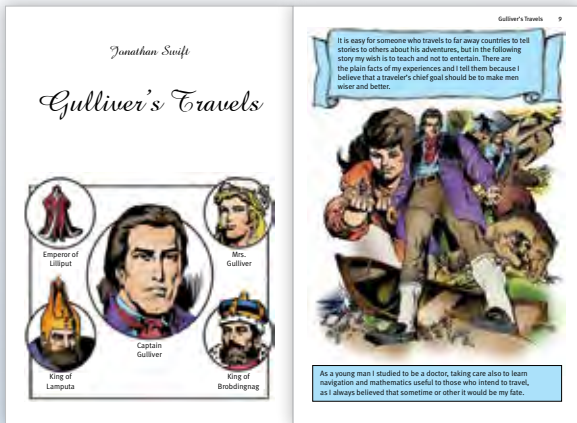 Jonathan Swift
Gulliver's Travels
Emperor of
Lilliput
Mrs.
Gulliver
Captain
Gulliver
King of
Lamputa
King of
Brobdingnag
Gulliver's Travels 9
It is easy for someone who travels to far away countries to tell
stories to others about his adventures, but in the following
story my wish is to teach and not to entertain. There are
the plain facts of my experiences and I tell them because I
believe that a traveler's chief goal should be to make men
wiser and better.
As a young man I studied to be a doctor, taking care also to learn
navigation and mathematics useful to those who intend to travel,
as I always believed that sometime or other it would be my fate.